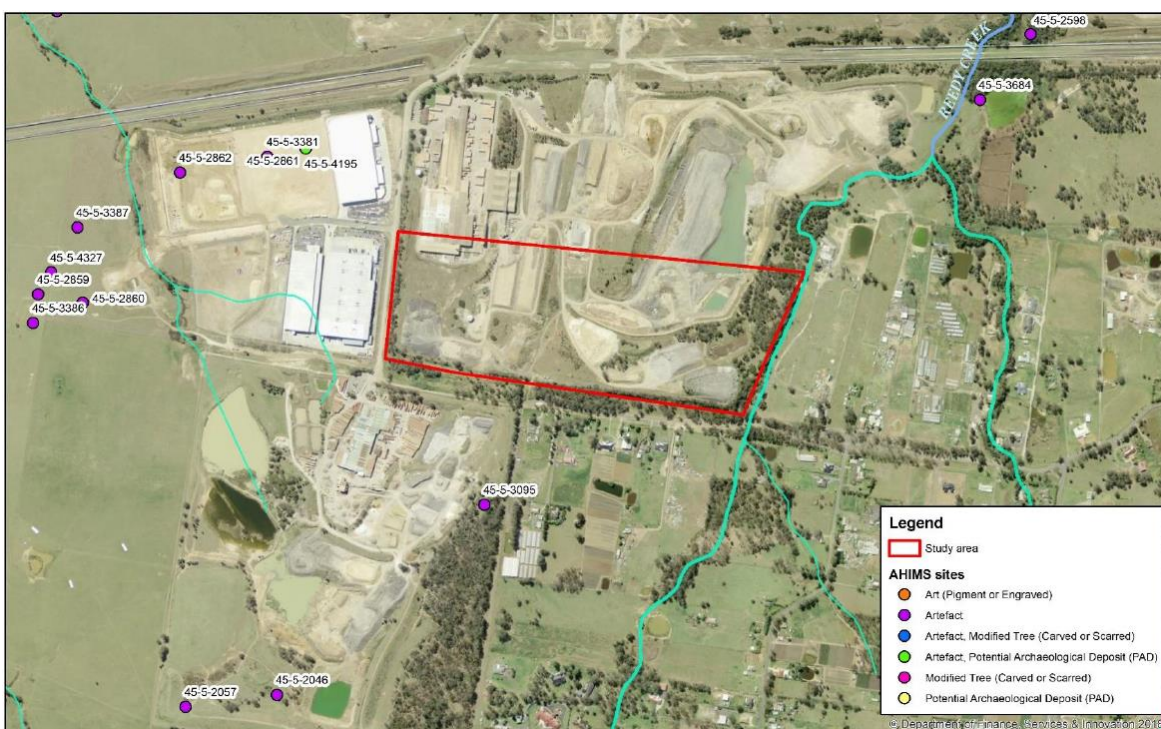 45-5-2598
REEDY CREEK
45-5-3684
45-5-3381
45-5-2861
45-5-4195
45-5-2862
45-5-3387
45-5-4327
45-5-2859
45-5-2860
45-5-3386
45-5-3095
45-5-2046
45-5-2057
Legend
Study area
AHIMS sites
Art (Pigment or Engraved)
Artefact
Artefact, Modified Tree (Carved or Scarred)
Artefact, Potential Archaeological Deposit (PAD)
Modified Tree (Carved or Scarred)
Potential Archaeological Deposit (PAD)
© Department of Finance, Services & Innovation 2018